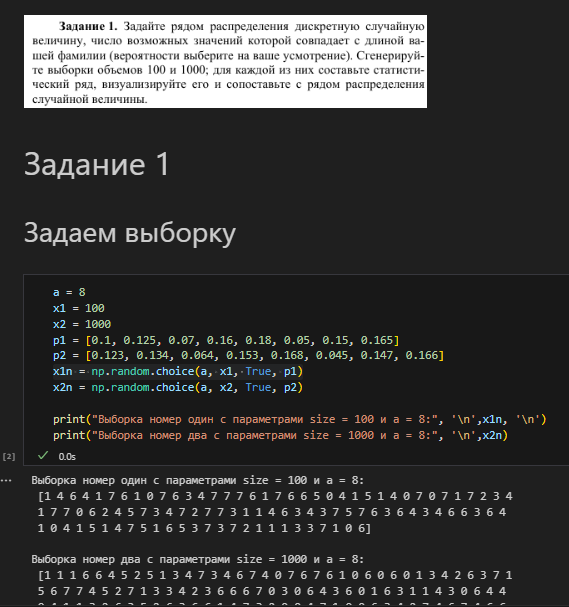 Задание 1. Задайте рядом распределения дискретную случайную
величину, число возможных значений которой совпадает с длиной ва-
шей фамилии (вероятности выберите на ваше усмотрение). Сгенерируй-
те выборки объемов 100 и 1000; для каждой из них составьте статисти-
ческий ряд, визуализируйте его и сопоставьте с рядом распределения
случайной величины.
Задание 1
Задаем выборку
a = 8
x1 = 100
x2 = 1000
p1 = [0.1, 0.125, 0.07, 0.16, 0.18, 0.05, 0.15, 0.165]
p2 = [0.123, 0.134, 0.064, 0.153, 0.168, 0.045, 0.147, 0.166]
x1n = np.random.choice(a, x1, True, p1)
x2n = np.random.choice(a, x2, True, p2)
print("Выборка номер один с параметрами size = 100 и a = 8:", '\n',x1n, '\n')
print("Выборка номер два с параметрами size = 1000 и a = 8:", '\n',x2n)
[2] 0.0s
... Выборка номер один с параметрами size = 100 и a = 8:
[1 4 6 4 1 7 6 1 0 7 6 3 4 7 7 7 6 1 7 6 6 5 0 4 1 5 1 4 0 7 0 7 1 7 2 3 4
1 7 7 0 6 2 4 5 7 3 4 7 2 7 7 3 1 1 4 6 3 4 3 7 5 7 6 3 6 4 3 4 6 6 3 6 4
1 0 4 1 5 1 4 7 5 1 6 5 3 7 3 7 2 1 1 1 3 3 7 1 0 6]
Выборка номер два с параметрами size = 1000 и a = 8:
[1 1 1 6 6 4 5 2 5 1 3 4 7 3 4 6 7 4 0 7 6 7 6 1 0 6 0 6 0 1 3 4 2 6 3 7 1
5 6 7 7 4 5 2 7 1 3 3 4 2 3 6 6 6 7 0 3 0 6 4 3 6 0 1 6 3 1 1 4 3 0 6 4 4